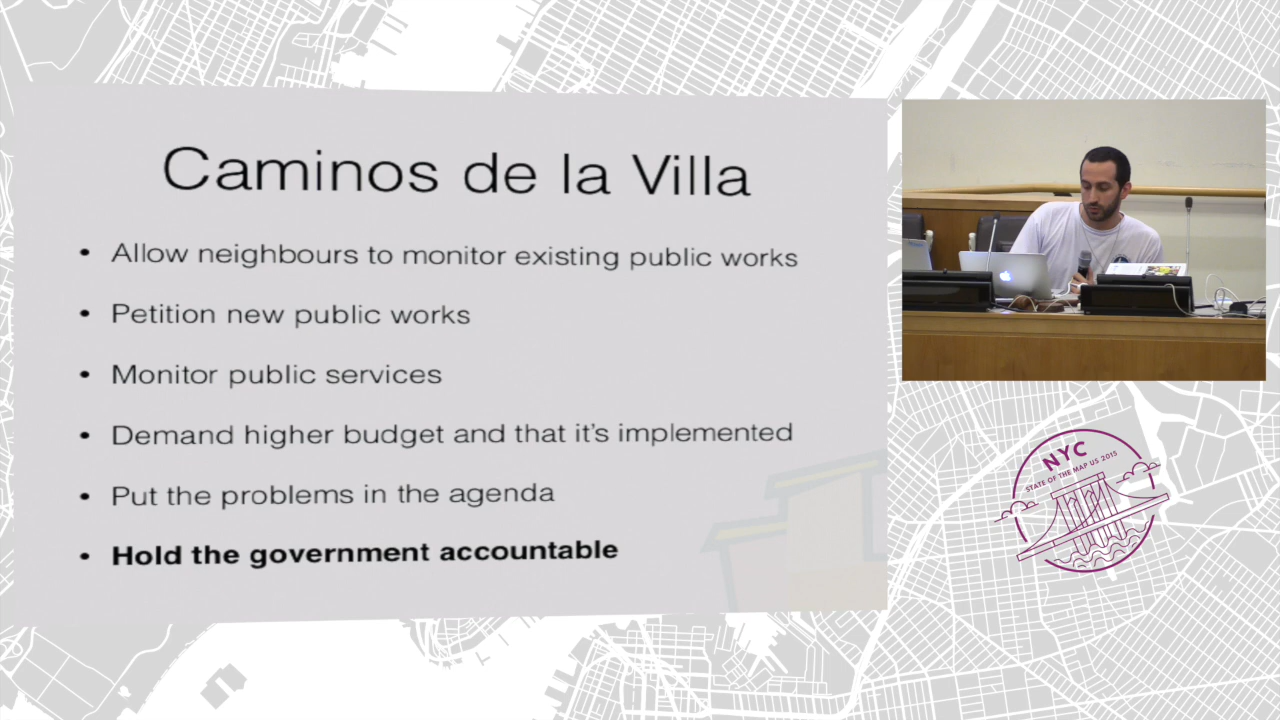 Caminos de la Villa
• Allow neighbours to monitor existing public works
• Petition new public works
• Monitor public services
• Demand higher budget and that it's implemented
• Put the problems in the agenda
• Hold the government accountable
NYC
STATE OF THE MAP US 2015